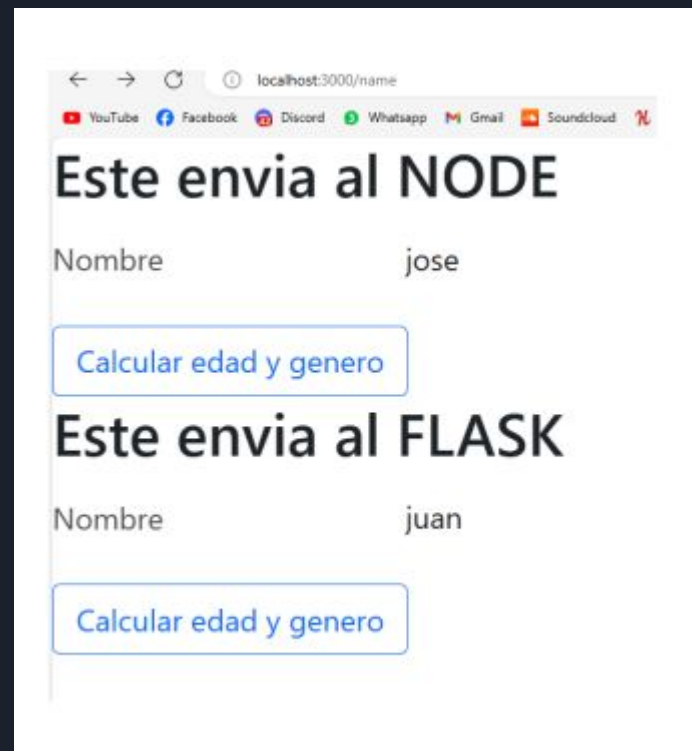 localhost:3000/name
YouTube Facebook Discord Whatsapp Gmail Soundcloud
Este envia al NODE
Nombre jose
Calcular edad y genero
Este envia al FLASK
Nombre juan
Calcular edad y genero